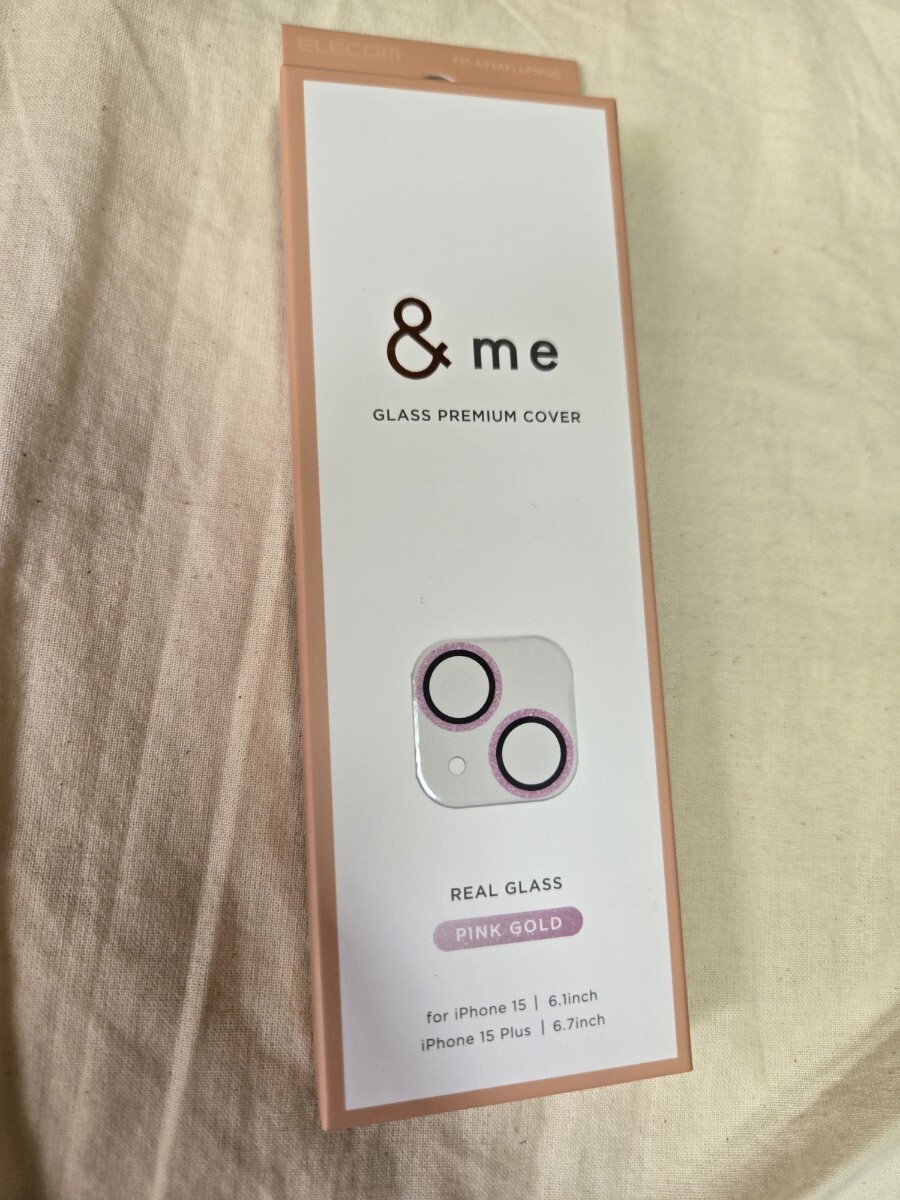 ELECOM
& me
GLASS PREMIUM COVER
REAL GLASS
PINK GOLD
for iPhone 15 | 6.1inch
iPhone 15 Plus | 6.7inch